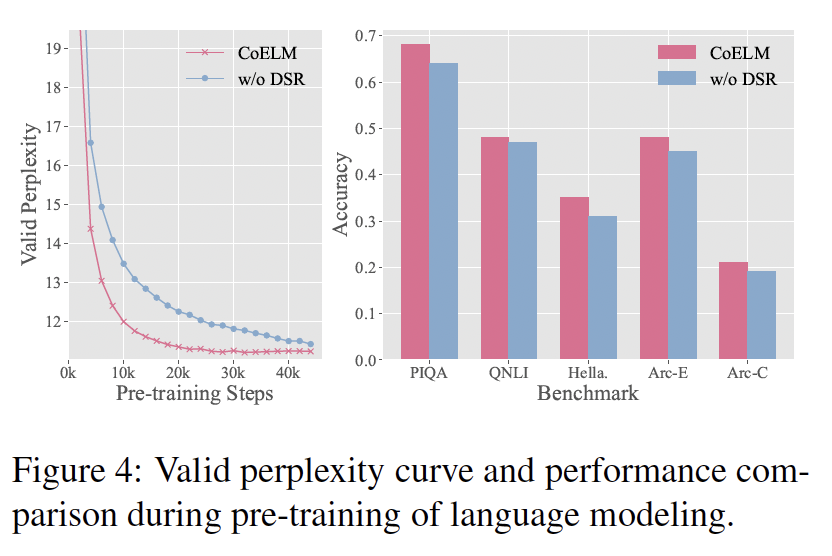 19
18
17
16
15
14
13
12
Valid Perplexity
CoELM
w/o DSR
0k
10k
20k
30k
40k
Pre-training Steps
0.7
0.6
0.5
0.4
0.3
0.2
0.1
0.0
Accuracy
CoELM
w/o DSR
PIQA
QNLI
Hella.
Arc-E
Arc-C
Benchmark
Figure 4: Valid perplexity curve and performance com-
parison during pre-training of language modeling.